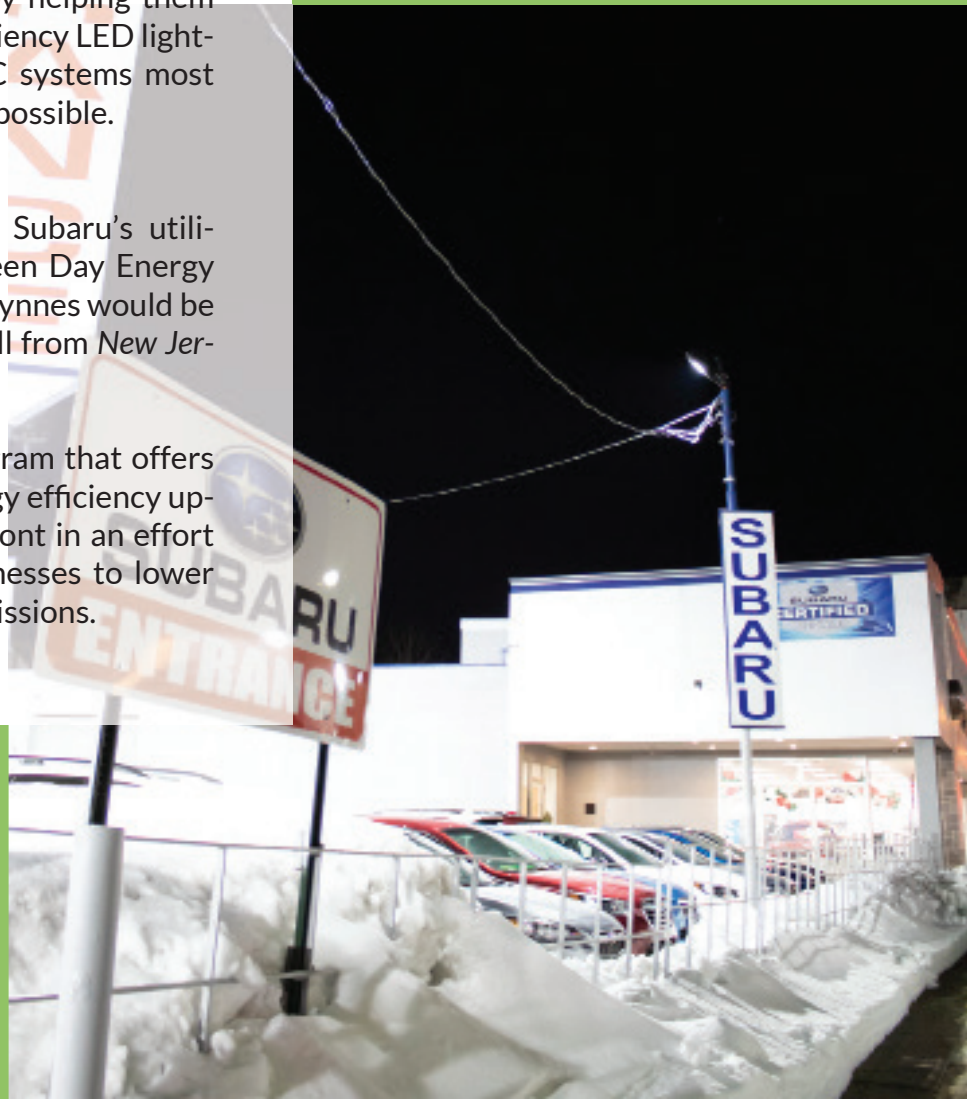 y helping them
iency LED light-
C systems most
possible.
Subaru's utili-
een Day Energy
ynnes would be
ll from New Jer-
ram that offers
gy efficiency up-
ont in an effort
nesses to lower
issions.
SUBARU
ENTRANCE
SUBARU
SUBARU
CERTIFIED